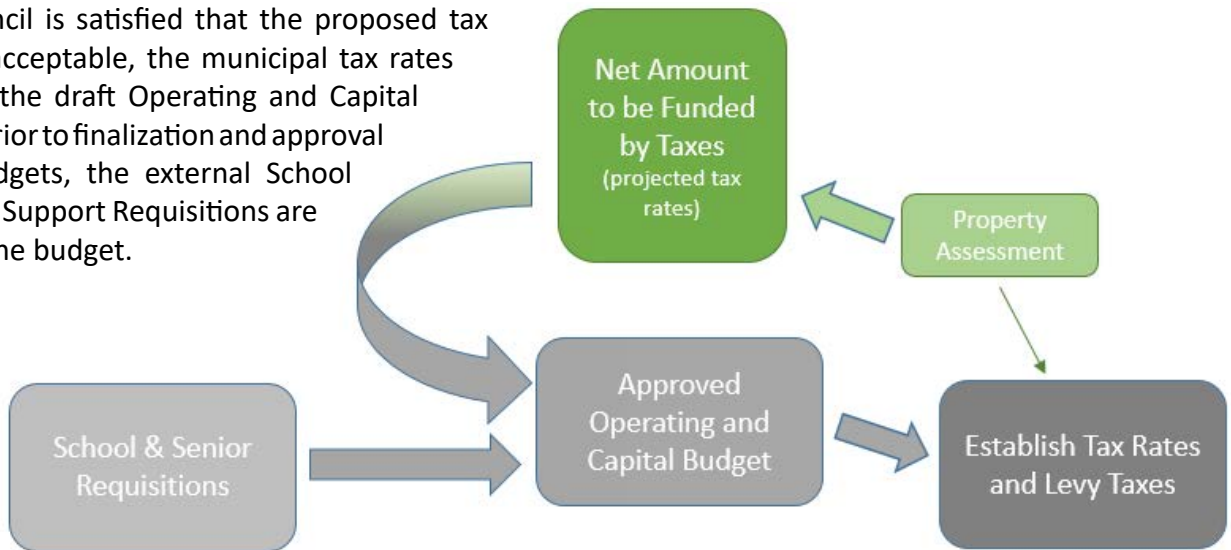 ncil is satisfied that the proposed tax
acceptable, the municipal tax rates
the draft Operating and Capital
rior to finalization and approval
dgets, the external School
Support Requisitions are
he budget.
Net Amount
to be Funded
by Taxes
(projected tax
rates)
Property
Assessment
School & Senior
Requisitions
Approved
Operating and
Capital Budget
Establish Tax Rates
and Levy Taxes